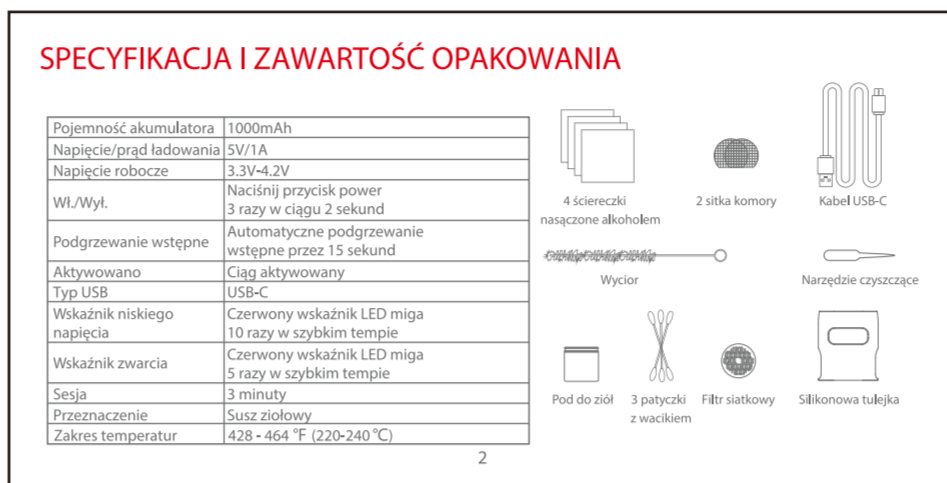 SPECYFIKACJA I ZAWARTOŚĆ OPAKOWANIA
Pojemność akumulatora 1000mAh
Napięcie/prąd ładowania 5V/1A
Napięcie robocze 3.3V-4.2V
Wł./Wył. Naciśnij przycisk power
3 razy w ciągu 2 sekund
Podgrzewanie wstępne Automatyczne podgrzewanie
wstępne przez 15 sekund
Aktywowano Ciąg aktywowany
Typ USB USB-C
Wskaźnik niskiego Czerwony wskaźnik LED miga
napięcia 10 razy w szybkim tempie
Wskaźnik zwarcia Czerwony wskaźnik LED miga
5 razy w szybkim tempie
Sesja 3 minuty
Przeznaczenie Susz ziołowy
Zakres temperatur 428 - 464 °F (220-240 °C)
4 ściereczki
nasączone alkoholem
2 sitka komory
Kabel USB-C
Wycior
Narzędzie czyszczące
Pod do ziół
3 patyczki
z wacikiem
Filtr siatkowy
Silikonowa tulejka
2